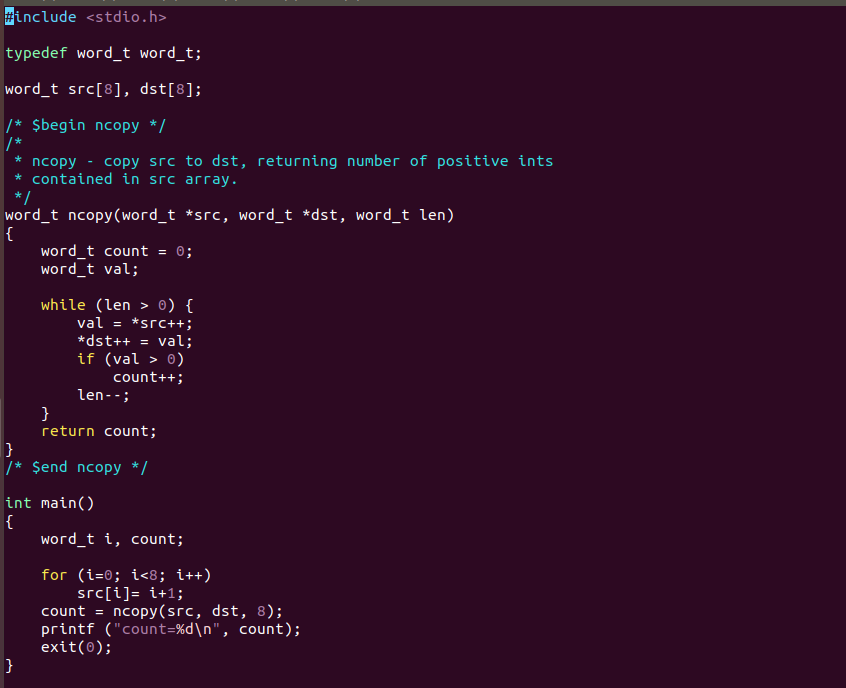 #include <stdio.h>

typedef word_t word_t;

word_t src[8], dst[8];

/* $begin ncopy */
/*
 * ncopy - copy src to dst, returning number of positive ints
 * contained in src array.
 */
word_t ncopy(word_t *src, word_t *dst, word_t len)
{
    word_t count = 0;
    word_t val;

    while (len > 0) {
        val = *src++;
        *dst++ = val;
        if (val > 0)
            count++;
        len--;
    }
    return count;
}
/* $end ncopy */

int main()
{
    word_t i, count;

    for (i=0; i<8; i++)
        src[i]= i+1;
    count = ncopy(src, dst, 8);
    printf ("count=%d\n", count);
    exit(0);
}